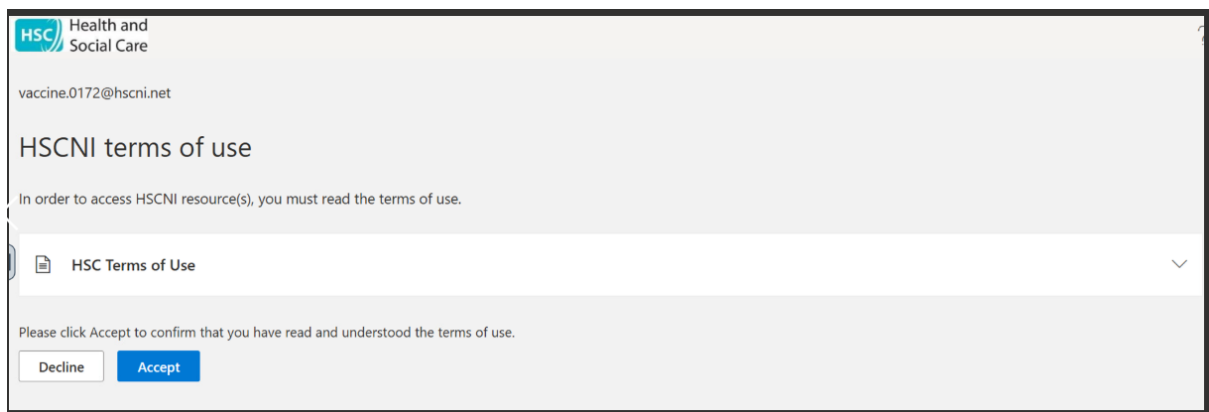 HSC Health and
Social Care
vaccine.0172@hscni.net
HSCNI terms of use
In order to access HSCNI resource(s), you must read the terms of use.
HSC Terms of Use
Please click Accept to confirm that you have read and understood the terms of use.
Decline Accept